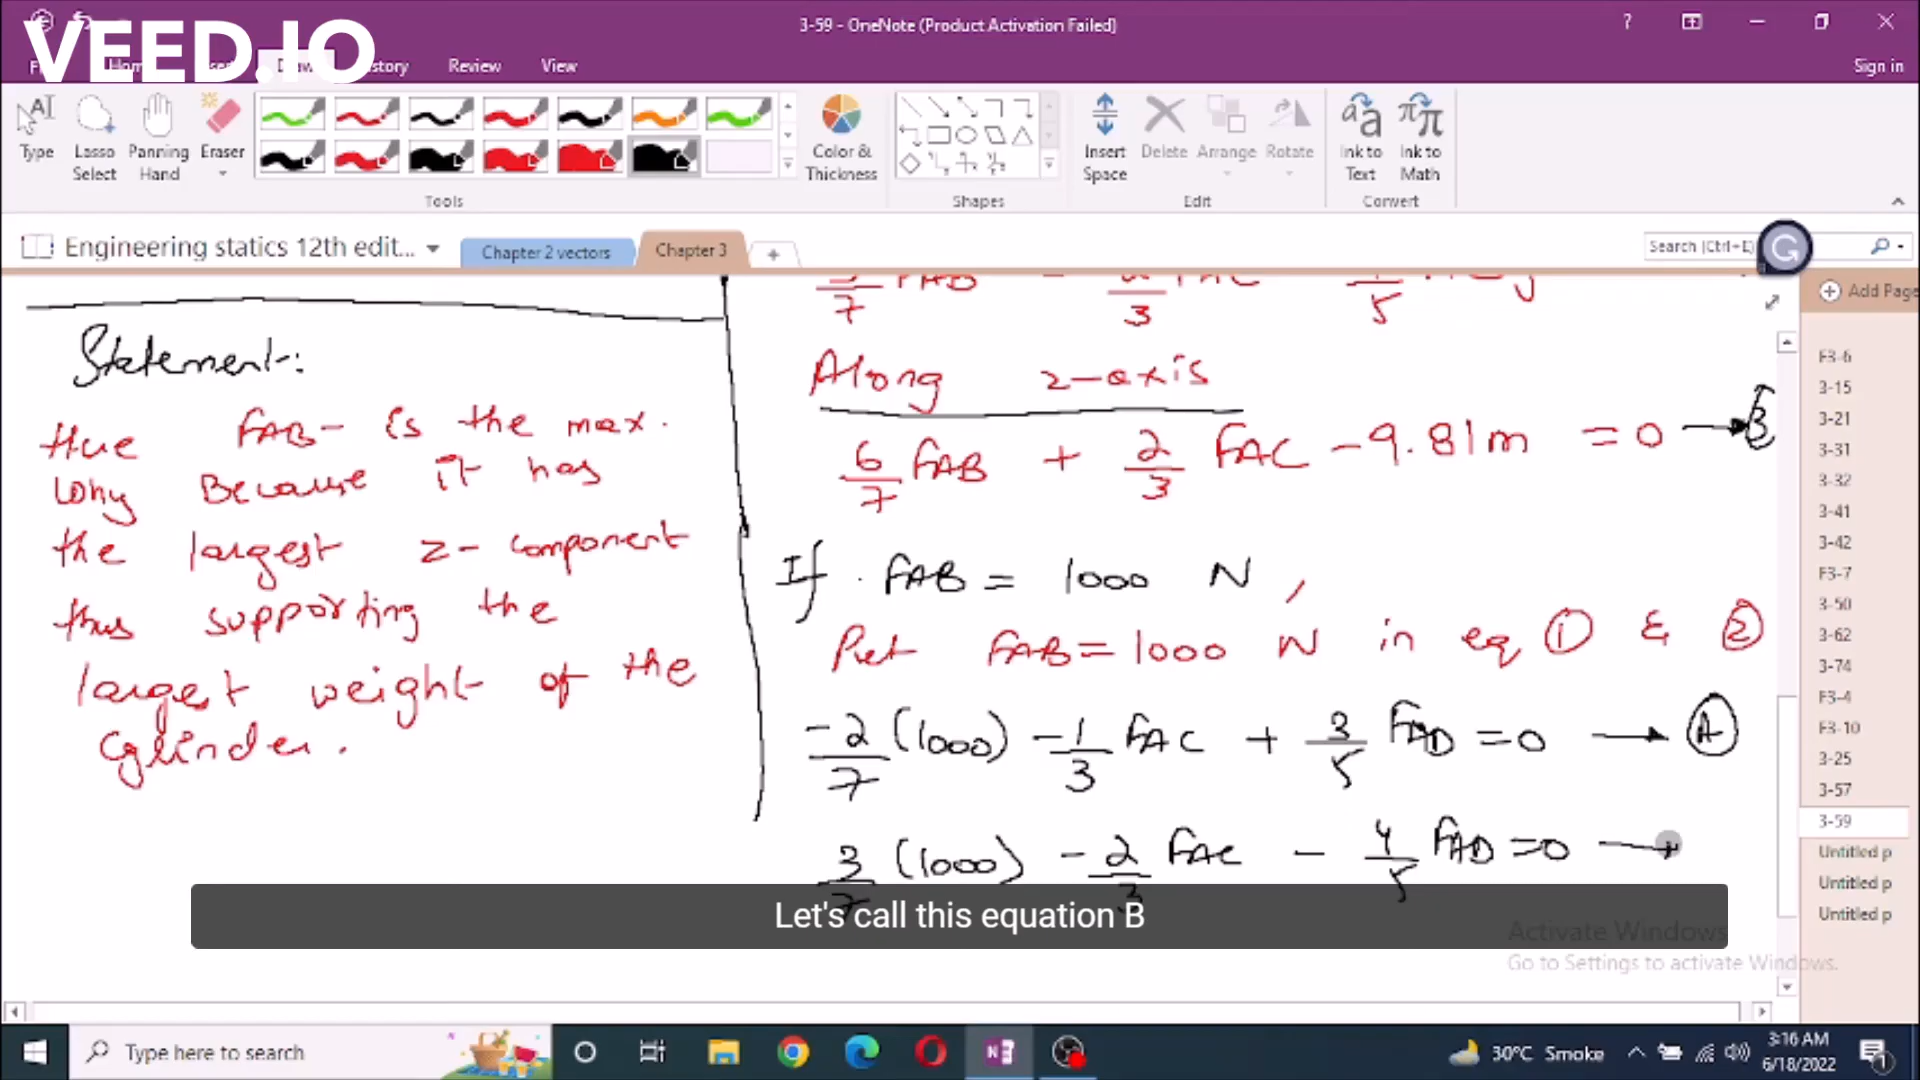 3-59 - OneNote (Product Activation Failed)
?
VEED.IO
Review
View
Sign in
Type
Lasso Select
Panning Hand
Eraser
Color & Thickness
Insert Space
Delete
Arrange
Rotate
Ink to Text
Ink to Math
Tools
Shapes
Edit
Convert
Engineering statics 12th edit...
Chapter 2 vectors
Chapter 3
+
Search (Ctrl+E)
Add Page
F3-6
3-15
3-21
3-31
3-32
3-41
3-42
F3-7
3-50
3-62
3-74
F3-4
F3-10
3-25
3-57
3-59
Untitled p
Untitled p
Untitled p
Statement:
FAB- is the max.
why Because it has
the largest z-component
thus supporting the
largest weight of the
cylinder.
Along z-axis
6/7 FAB + 2/3 FAC - 9.81m = 0 → 3
If FAB = 1000 N,
Put FAB = 1000 N in eq ① & ②
-2/7 (1000) - 1/3 FAC + 3/5 FAD = 0 → A
3/7 (1000) - 2/3 FAC - 4/5 FAD = 0 →
Let's call this equation B
Activate Windows
Go to Settings to activate Windows.
Type here to search
30°C Smoke
3:16 AM
6/18/2022